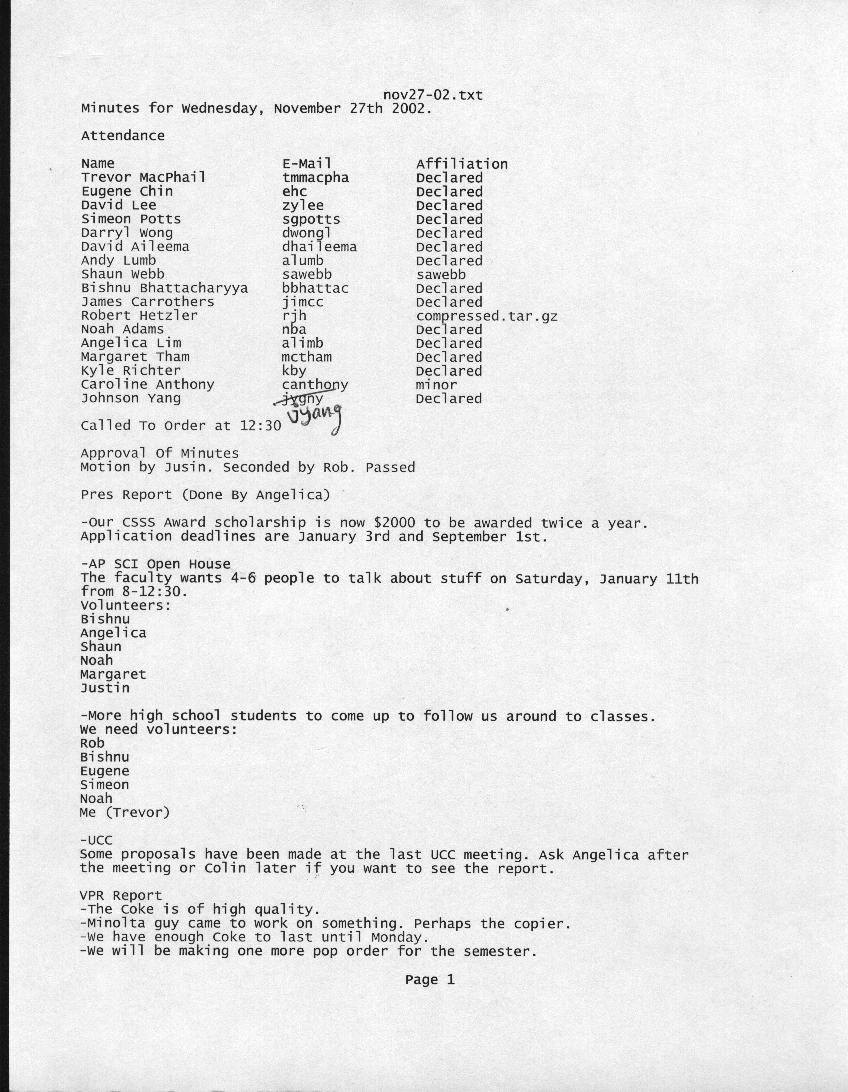 nov27-02.txt
Minutes for Wednesday, November 27th 2002.
Attendance
Name E-Mail Affiliation
Trevor MacPhail tmmacpha Declared
Eugene Chin ehc Declared
David Lee zylee Declared
Simeon Potts sgpotts Declared
Darryl Wong dwongl Declared
David Aileema dhaileema Declared
Andy Lumb alumb Declared
Shaun Webb sawebb sawebb
Bishnu Bhattacharyya bbhattac Declared
James Carrothers jimcc Declared
Robert Hetzler rjh compressed.tar.gz
Noah Adams nba Declared
Angelica Lim alimb Declared
Margaret Tham mctham Declared
Kyle Richter kby Declared
Caroline Anthony canthony minor
Johnson Yang jygny Declared
jyang
Called To Order at 12:30
Approval Of Minutes
Motion by Jusin. Seconded by Rob. Passed
Pres Report (Done By Angelica)
-Our CSSS Award scholarship is now $2000 to be awarded twice a year.
Application deadlines are January 3rd and September 1st.
-AP SCI Open House
The faculty wants 4-6 people to talk about stuff on Saturday, January 11th
from 8-12:30.
Volunteers:
Bishnu
Angelica
Shaun
Noah
Margaret
Justin
-More high school students to come up to follow us around to classes.
We need volunteers:
Rob
Bishnu
Eugene
Simeon
Noah
Me (Trevor)
-UCC
Some proposals have been made at the last UCC meeting. Ask Angelica after
the meeting or Colin later if you want to see the report.
VPR Report
-The Coke is of high quality.
-Minolta guy came to work on something. Perhaps the copier.
-We have enough Coke to last until Monday.
-We will be making one more pop order for the semester.
Page 1